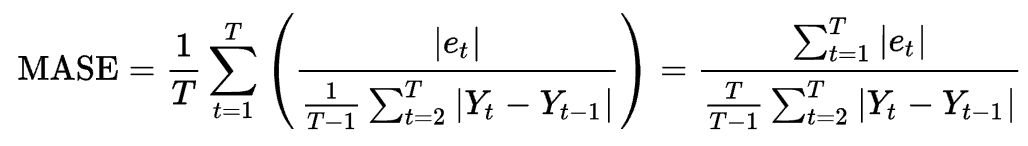 MASE = \frac{1}{T} \sum_{t=1}^{T} \left( \frac{|e_t|}{\frac{1}{T-1} \sum_{t=2}^{T} |Y_t - Y_{t-1}|} \right) = \frac{\sum_{t=1}^{T} |e_t|}{\frac{T}{T-1} \sum_{t=2}^{T} |Y_t - Y_{t-1}|}